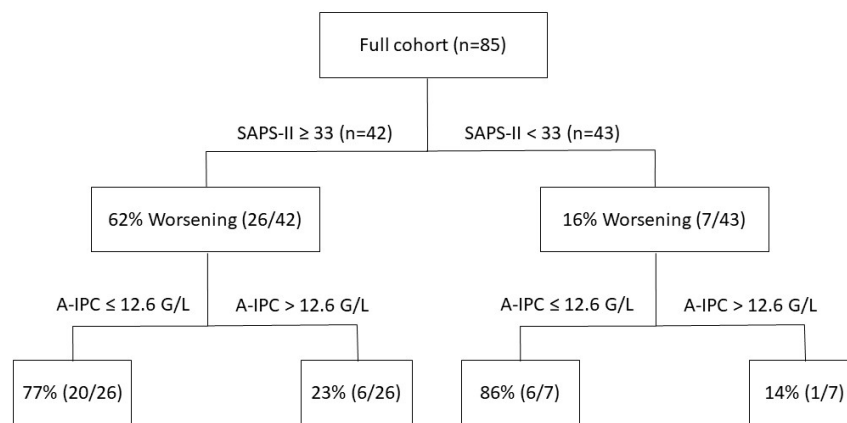 Full cohort (n=85)
SAPS-II ≥ 33 (n=42)
SAPS-II < 33 (n=43)
62% Worsening (26/42)
16% Worsening (7/43)
A-IPC ≤ 12.6 G/L
A-IPC > 12.6 G/L
A-IPC ≤ 12.6 G/L
A-IPC > 12.6 G/L
77% (20/26)
23% (6/26)
86% (6/7)
14% (1/7)